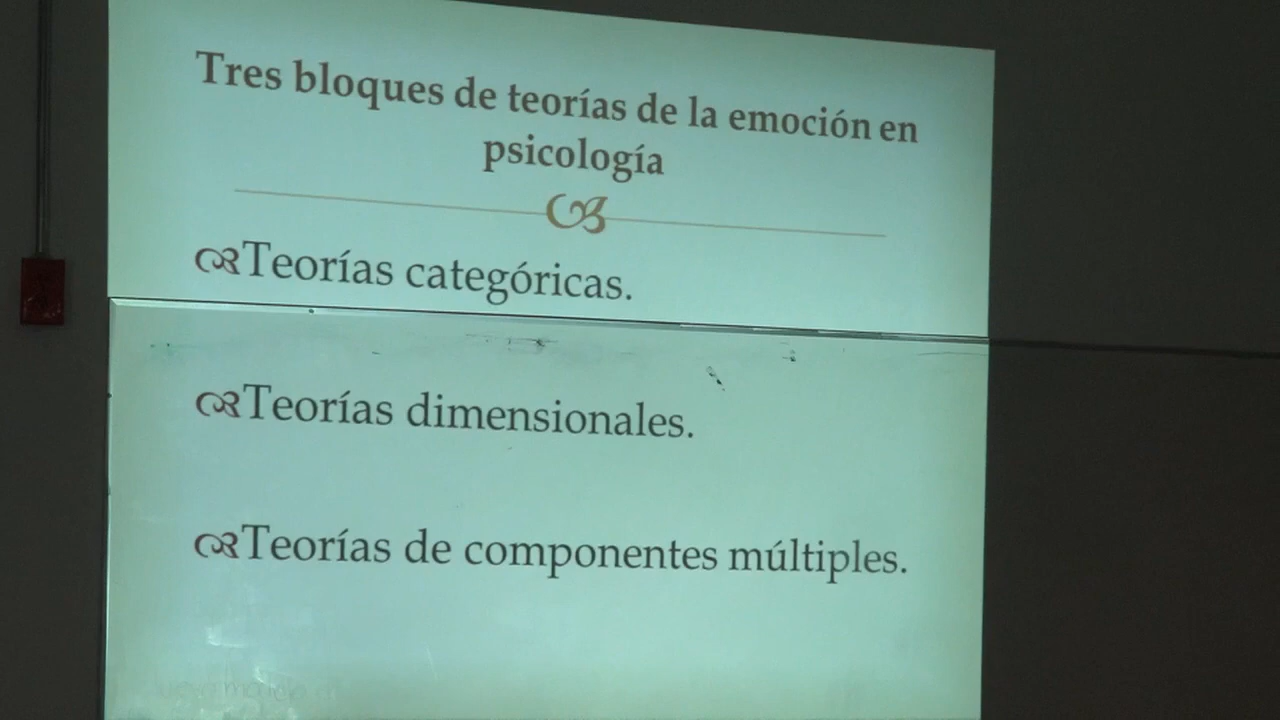 Tres bloques de teorías de la emoción en
psicología
Teorías categóricas.
Teorías dimensionales.
Teorías de componentes múltiples.